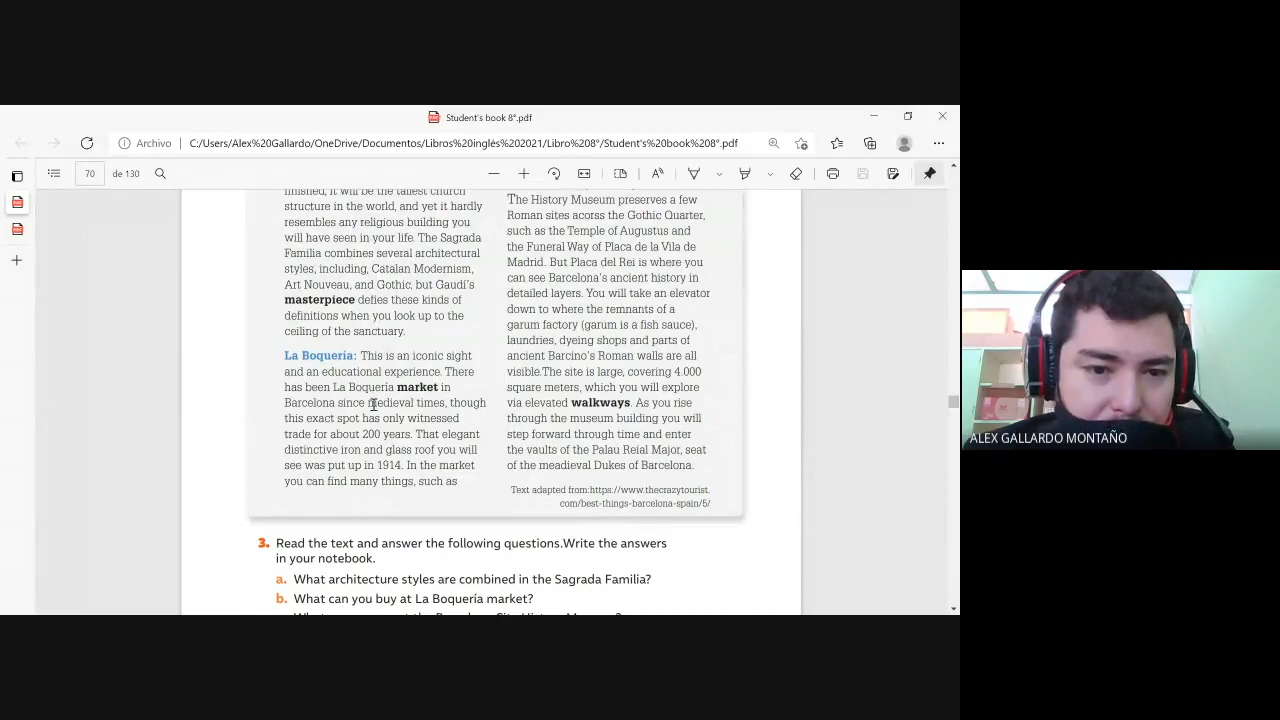 Student's book 8°.pdf
Archivo
C:/Users/Alex%20Gallardo/OneDrive/Documentos/Libros%20inglés%202021/Libro%208°/Student's%20book%208°.pdf
70 de 130
finished, it will be the tallest church
structure in the world, and yet it hardly
resembles any religious building you
will have seen in your life. The Sagrada
Familia combines several architectural
styles, including, Catalan Modernism,
Art Nouveau, and Gothic, but Gaudí's
masterpiece defies these kinds of
definitions when you look up to the
ceiling of the sanctuary.
La Boquería: This is an iconic sight
and an educational experience. There
has been La Boquería market in
Barcelona since medieval times, though
this exact spot has only witnessed
trade for about 200 years. That elegant
distinctive iron and glass roof you will
see was put up in 1914. In the market
you can find many things, such as
The History Museum preserves a few
Roman sites acorss the Gothic Quarter,
such as the Temple of Augustus and
the Funeral Way of Placa de la Vila de
Madrid. But Placa del Rei is where you
can see Barcelona's ancient history in
detailed layers. You will take an elevator
down to where the remnants of a
garum factory (garum is a fish sauce),
laundries, dyeing shops and parts of
ancient Barcino's Roman walls are all
visible.The site is large, covering 4.000
square meters, which you will explore
via elevated walkways. As you rise
through the museum building you will
step forward through time and enter
the vaults of the Palau Reial Major, seat
of the meadieval Dukes of Barcelona.
Text adapted from:https://www.thecrazytourist.
com/best-things-barcelona-spain/5/
3. Read the text and answer the following questions.Write the answers
in your notebook.
a. What architecture styles are combined in the Sagrada Familia?
b. What can you buy at La Boquería market?
ALEX GALLARDO MONTAÑO